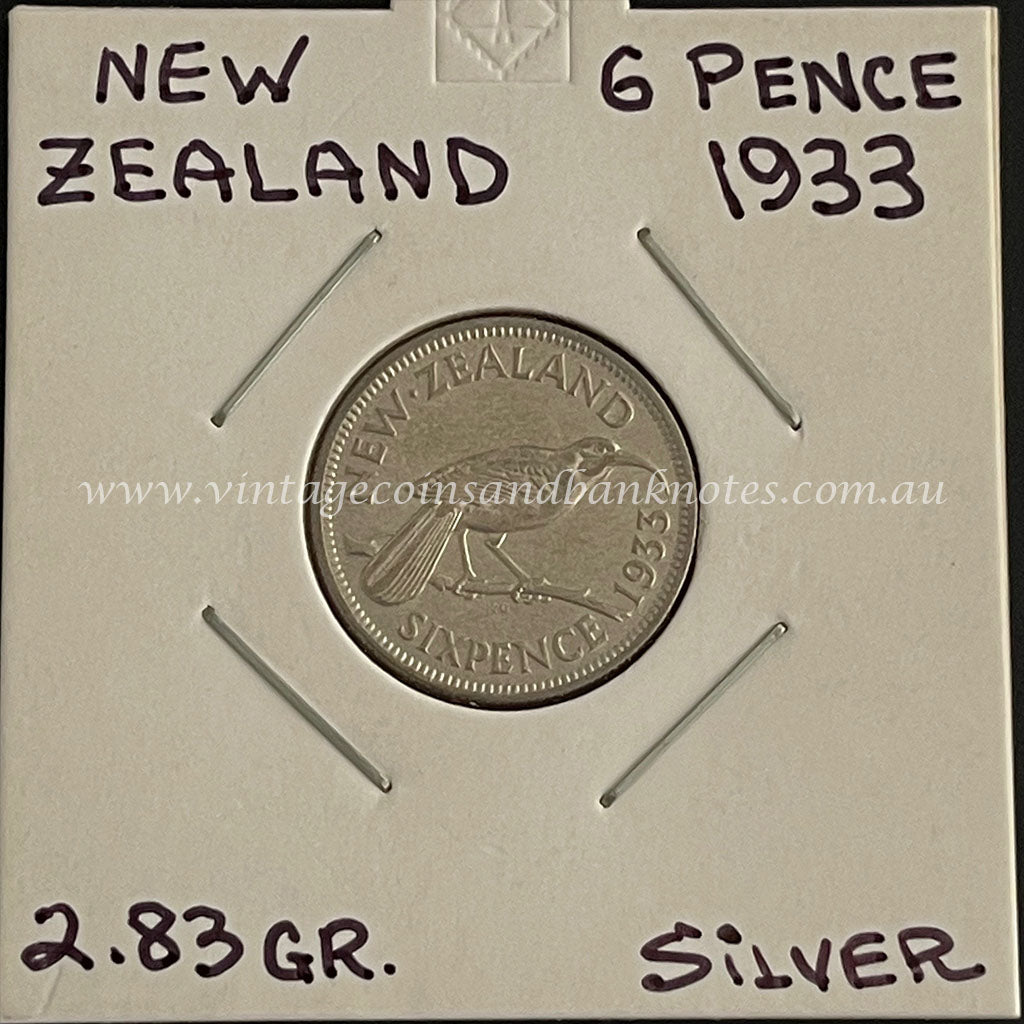 NEW
ZEALAND
6 PENCE
1933
NEW·ZEALAND
www.vintagecoinsandbanknotes.com.au
1933
SIXPENCE
2.83 GR.
SILVER